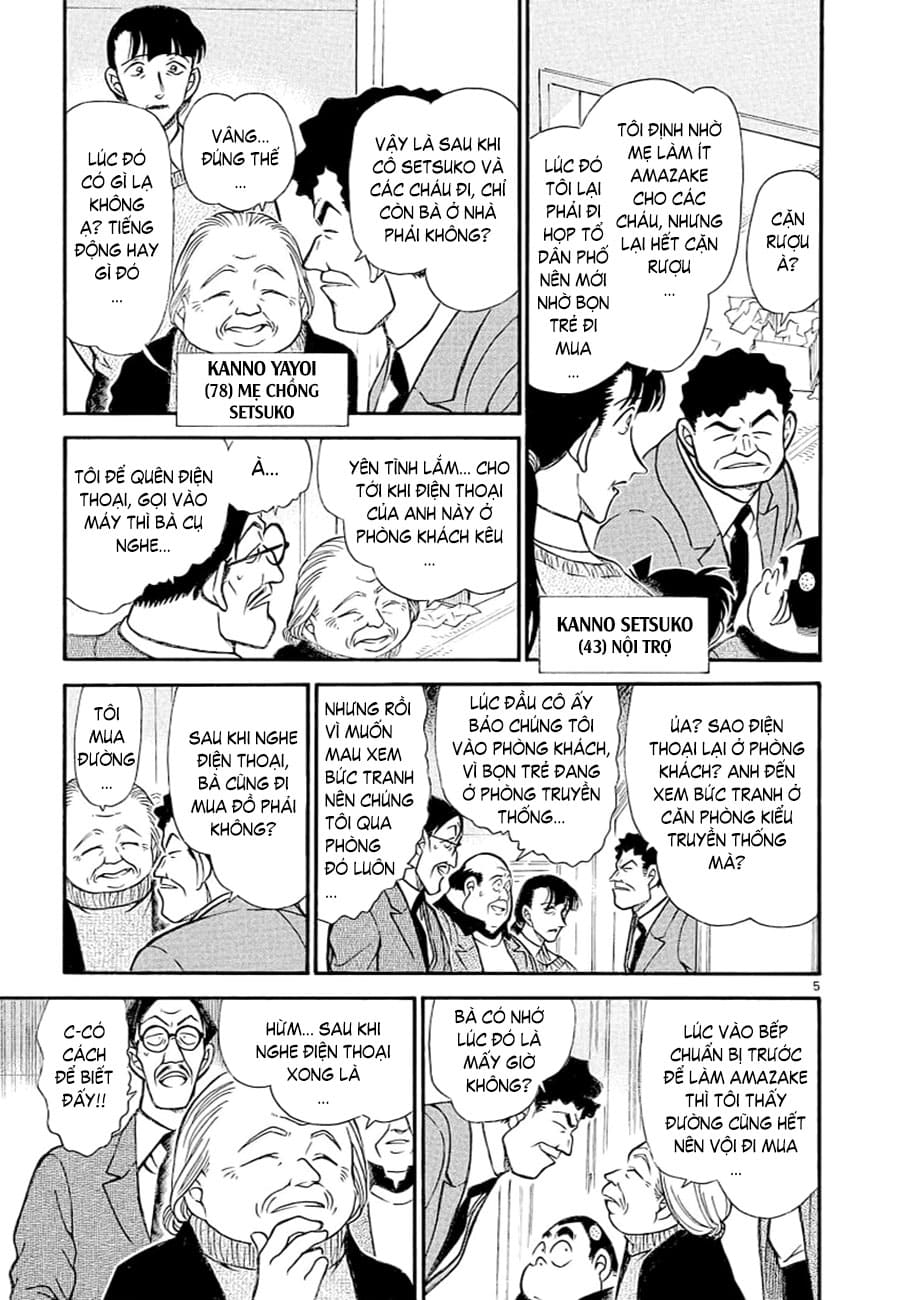 CẶN
RƯỢU
À?
TÔI ĐỊNH NHỜ
MẸ LÀM ÍT
AMAZAKE
CHO CÁC
CHÁU, NHƯNG
LẠI HẾT CẶN
RƯỢU
...
LÚC ĐÓ
TÔI LẠI
PHẢI ĐI
HỌP TỔ
DÂN PHỐ
NÊN MỚI
NHỜ BỌN
TRẺ ĐI
MUA
...
KANNO SETSUKO
(43) NỘI TRỢ
VẬY LÀ SAU KHI
CÔ SETSUKO VÀ
CÁC CHÁU ĐI, CHỈ
CÒN BÀ Ở NHÀ
PHẢI KHÔNG?
VÂNG...
ĐÚNG THẾ
...
LÚC ĐÓ
CÓ GÌ LẠ
KHÔNG
Ạ? TIẾNG
ĐỘNG HAY
GÌ ĐÓ
...
KANNO YAYOI
(78) MẸ CHỒNG
SETSUKO
YÊN TĨNH LẮM... CHO
TỚI KHI ĐIỆN THOẠI
CỦA ANH NÀY Ở
PHÒNG KHÁCH KÊU
...
À...
TÔI ĐỂ QUÊN ĐIỆN
THOẠI, GỌI VÀO
MÁY THÌ BÀ CỤ
NGHE...
ỦA? SAO ĐIỆN
THOẠI LẠI Ở PHÒNG
KHÁCH? ANH ĐẾN
XEM BỨC TRANH Ở
CĂN PHÒNG KIỂU
TRUYỀN THỐNG
MÀ?
LÚC ĐẦU CÔ ẤY
BẢO CHÚNG TÔI
VÀO PHÒNG KHÁCH,
VÌ BỌN TRẺ ĐANG
Ở PHÒNG TRUYỀN
THỐNG...
NHƯNG RỒI
VÌ MUỐN
MAU XEM
BỨC TRANH
NÊN CHÚNG
TÔI QUA
PHÒNG
ĐÓ LUÔN
...
SAU KHI NGHE
ĐIỆN THOẠI,
BÀ CŨNG ĐI
MUA ĐỒ PHẢI
KHÔNG?
TÔI
MUA
ĐƯỜNG
...
5
LÚC VÀO BẾP
CHUẨN BỊ TRƯỚC
ĐỂ LÀM AMAZAKE
THÌ TÔI THẤY
ĐƯỜNG CŨNG HẾT
NÊN VỘI ĐI MUA
...
BÀ CÓ NHỚ
LÚC ĐÓ LÀ
MẤY GIỜ
KHÔNG?
HỪM... SAU KHI
NGHE ĐIỆN THOẠI
XONG LÀ
...
C-CÓ
CÁCH
ĐỂ BIẾT
ĐẤY!!